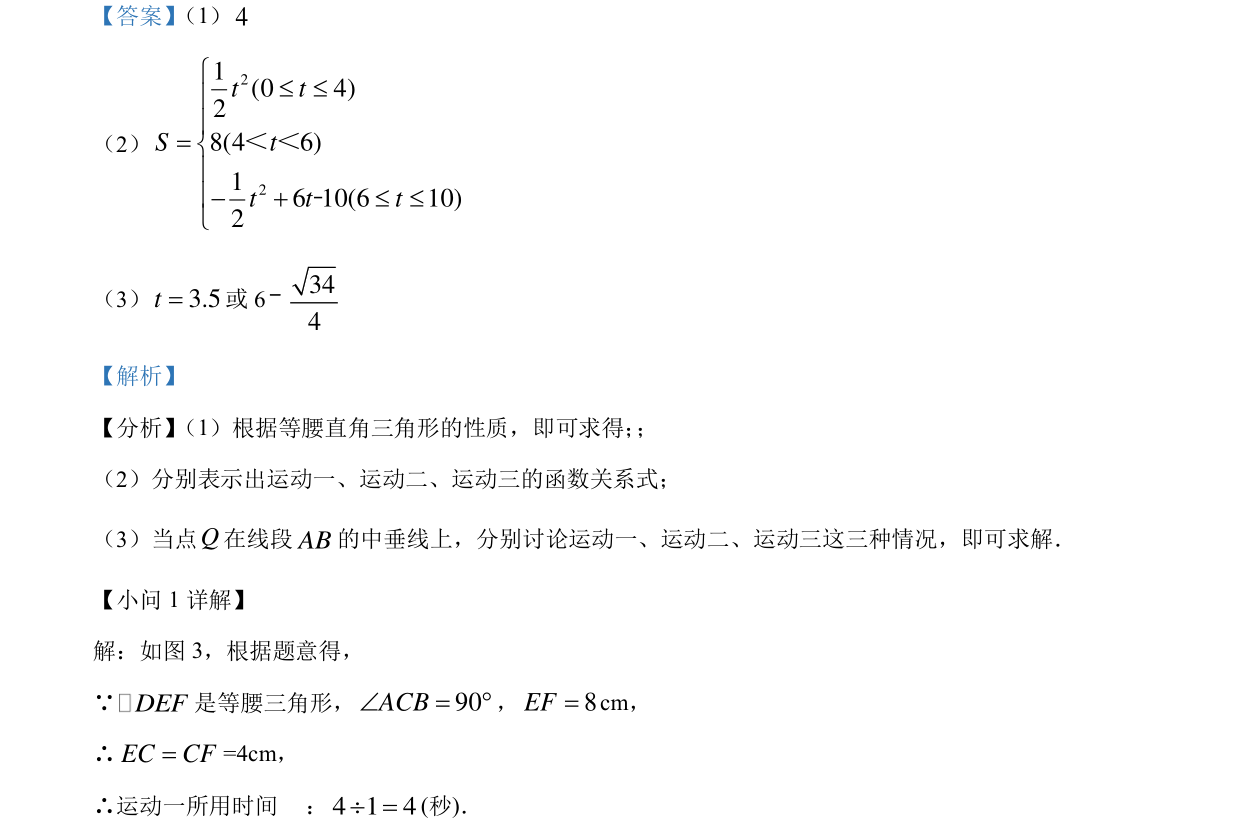 【答案】（1）4
（2）S = { 1/2 t²(0 ≤ t ≤ 4)
8(4＜t＜6)
−1/2 t² + 6t-10(6 ≤ t ≤ 10)
（3）t = 3.5 或 6 − √34/4
【解析】
【分析】（1）根据等腰直角三角形的性质，即可求得；；
（2）分别表示出运动一、运动二、运动三的函数关系式；
（3）当点 Q 在线段 AB 的中垂线上，分别讨论运动一、运动二、运动三这三种情况，即可求解．
【小问 1 详解】
解：如图 3，根据题意得，
∵□DEF 是等腰三角形，∠ACB = 90°，EF = 8cm，
∴EC = CF =4cm，
∴运动一所用时间 ：4÷1 = 4(秒)．